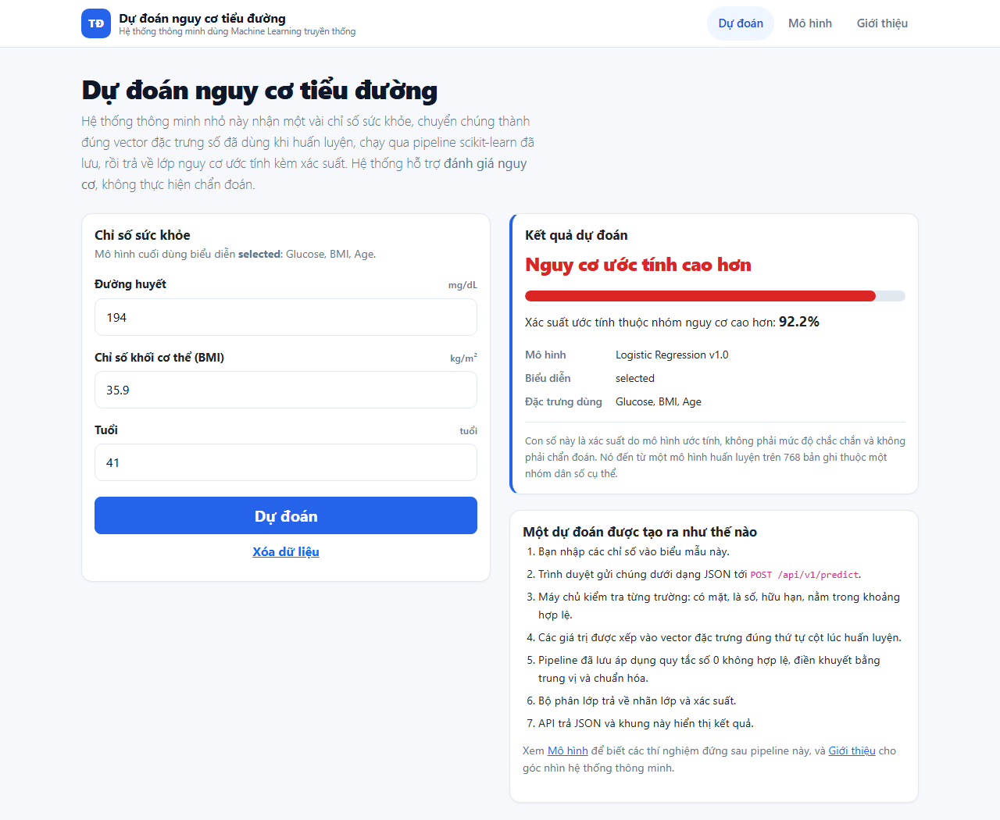 TĐ
Dự đoán nguy cơ tiểu đường
Hệ thống thông minh dùng Machine Learning truyền thống
Dự đoán
Mô hình
Giới thiệu
Dự đoán nguy cơ tiểu đường
Hệ thống thông minh nhỏ này nhận một vài chỉ số sức khỏe, chuyển chúng thành
đúng vector đặc trưng số đã dùng khi huấn luyện, chạy qua pipeline scikit-learn đã
lưu, rồi trả về lớp nguy cơ ước tính kèm xác suất. Hệ thống hỗ trợ đánh giá nguy
cơ, không thực hiện chẩn đoán.
Chỉ số sức khỏe
Mô hình cuối dùng biểu diễn selected: Glucose, BMI, Age.
Đường huyết
mg/dL
194
Chỉ số khối cơ thể (BMI)
kg/m²
35.9
Tuổi
tuổi
41
Dự đoán
Xóa dữ liệu
Kết quả dự đoán
Nguy cơ ước tính cao hơn
Xác suất ước tính thuộc nhóm nguy cơ cao hơn: 92.2%
Mô hình Logistic Regression v1.0
Biểu diễn selected
Đặc trưng dùng Glucose, BMI, Age
Con số này là xác suất do mô hình ước tính, không phải mức độ chắc chắn và không
phải chẩn đoán. Nó đến từ một mô hình huấn luyện trên 768 bản ghi thuộc một
nhóm dân số cụ thể.
Một dự đoán được tạo ra như thế nào
1. Bạn nhập các chỉ số vào biểu mẫu này.
2. Trình duyệt gửi chúng dưới dạng JSON tới POST /api/v1/predict.
3. Máy chủ kiểm tra từng trường: có mặt, là số, hữu hạn, nằm trong khoảng
hợp lệ.
4. Các giá trị được xếp vào vector đặc trưng đúng thứ tự cột lúc huấn luyện.
5. Pipeline đã lưu áp dụng quy tắc số 0 không hợp lệ, điền khuyết bằng
trung vị và chuẩn hóa.
6. Bộ phân lớp trả về nhãn lớp và xác suất.
7. API trả JSON và khung này hiển thị kết quả.
Xem Mô hình để biết các thí nghiệm đứng sau pipeline này, và Giới thiệu cho
góc nhìn hệ thống thông minh.